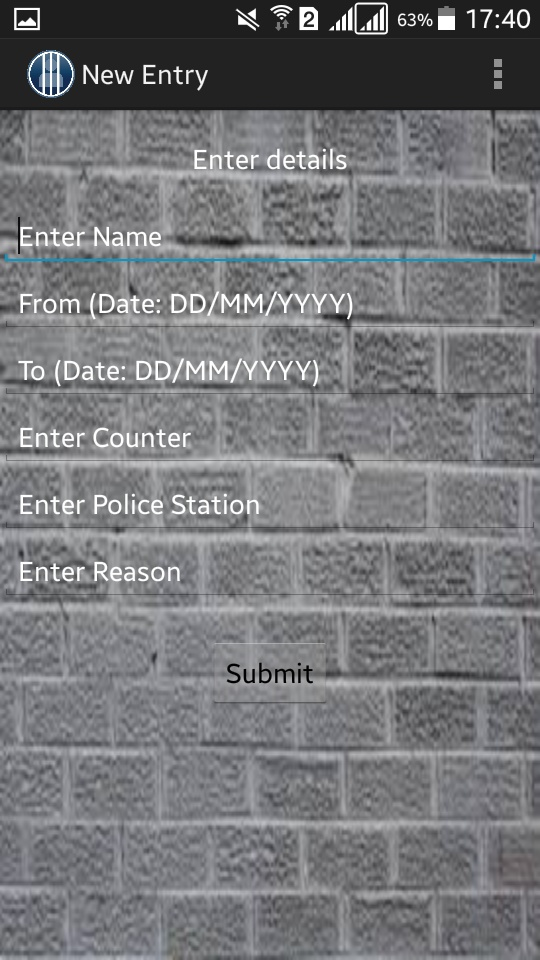 2 63% 17:40
New Entry
Enter details
Enter Name
From (Date: DD/MM/YYYY)
To (Date: DD/MM/YYYY)
Enter Counter
Enter Police Station
Enter Reason
Submit